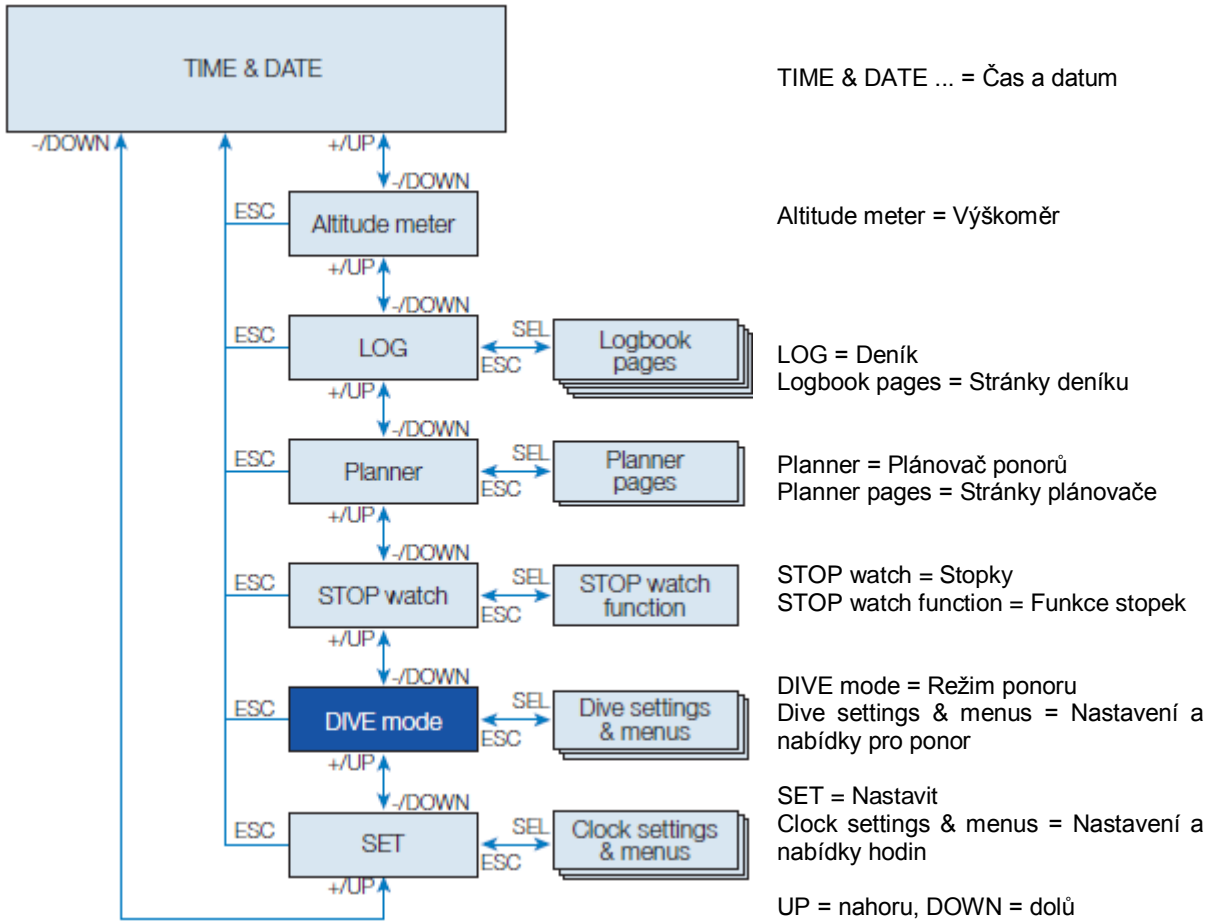 TIME & DATE
TIME & DATE ... = Čas a datum
-/DOWN
+/UP
-/DOWN
ESC
Altitude meter
Altitude meter = Výškoměr
+/UP
-/DOWN
ESC
LOG
SEL
ESC
Logbook
pages
LOG = Deník
Logbook pages = Stránky deníku
+/UP
-/DOWN
ESC
Planner
SEL
ESC
Planner
pages
Planner = Plánovač ponorů
Planner pages = Stránky plánovače
+/UP
-/DOWN
ESC
STOP watch
SEL
ESC
STOP watch
function
STOP watch = Stopky
STOP watch function = Funkce stopek
+/UP
-/DOWN
ESC
DIVE mode
SEL
ESC
Dive settings
& menus
DIVE mode = Režim ponoru
Dive settings & menus = Nastavení a
nabídky pro ponor
+/UP
-/DOWN
ESC
SET
SEL
ESC
Clock settings
& menus
SET = Nastavit
Clock settings & menus = Nastavení a
nabídky hodin
+/UP
UP = nahoru, DOWN = dolů